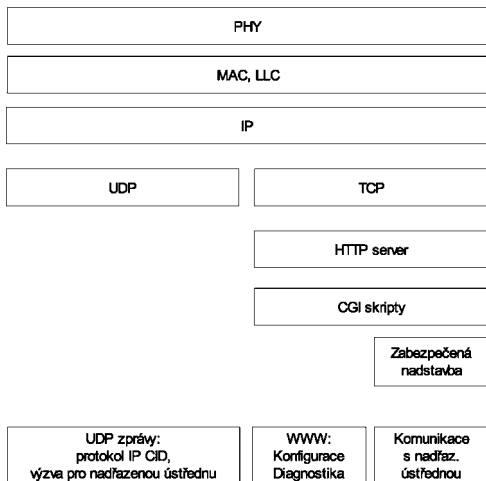 PHY
MAC, LLC
IP
UDP
TCP
HTTP server
CGI skripty
Zabezpečená
nadstavba
UDP zprávy:
protokol IP CID,
výzva pro nadřazenou ústřednu
WWW:
Konfigurace
Diagnostika
Komunikace
s nadřaz.
ústřednou